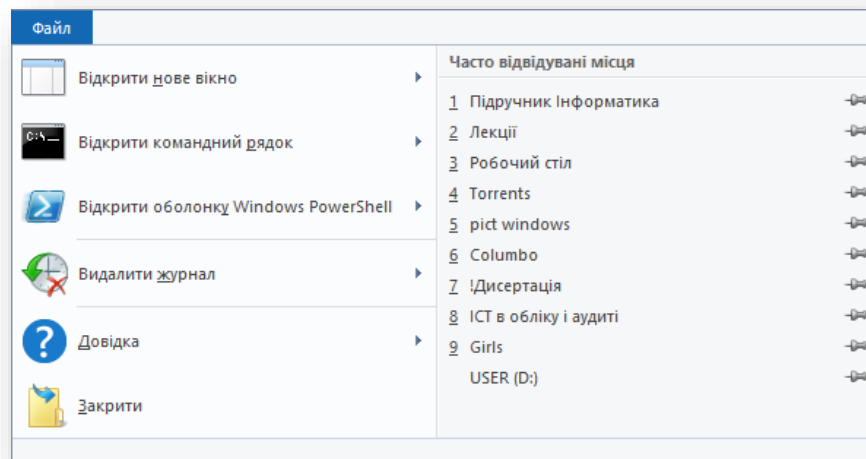 Файл
Відкрити нове вікно
Відкрити командний рядок
C:\
Відкрити оболонку Windows PowerShell
Видалити журнал
Довідка
Закрити
Часто відвідувані місця
1 Підручник Інформатика
2 Лекції
3 Робочий стіл
4 Torrents
5 pict windows
6 Columbo
7 !Дисертація
8 ІСТ в обліку і аудиті
9 Girls
USER (D:)